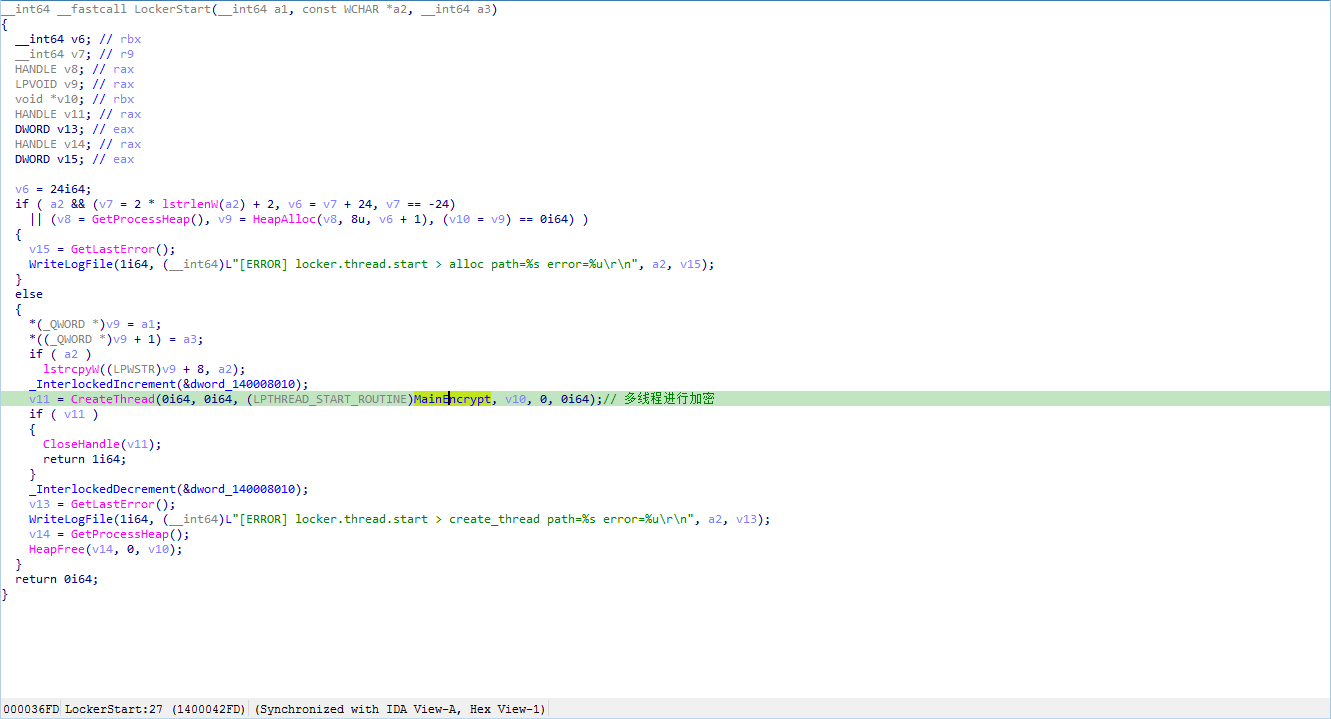 __int64 __fastcall LockerStart(__int64 a1, const WCHAR *a2, __int64 a3)
{
  __int64 v6; // rbx
  __int64 v7; // r9
  HANDLE v8; // rax
  LPVOID v9; // rax
  void *v10; // rbx
  HANDLE v11; // rax
  DWORD v13; // eax
  HANDLE v14; // rax
  DWORD v15; // eax

  v6 = 24i64;
  if ( a2 && (v7 = 2 * lstrlenW(a2) + 2, v6 = v7 + 24, v7 == -24)
    || (v8 = GetProcessHeap(), v9 = HeapAlloc(v8, 8u, v6 + 1), (v10 = v9) == 0i64) )
  {
    v15 = GetLastError();
    WriteLogFile(1i64, (__int64)L"[ERROR] locker.thread.start > alloc path=%s error=%u\r\n", a2, v15);
  }
  else
  {
    *(_QWORD *)v9 = a1;
    *((_QWORD *)v9 + 1) = a3;
    if ( a2 )
      lstrcpyW((LPWSTR)v9 + 8, a2);
    _InterlockedIncrement(&dword_140008010);
    v11 = CreateThread(0i64, 0i64, (LPTHREAD_START_ROUTINE)MainEncrypt, v10, 0, 0i64);// 多线程进行加密
    if ( v11 )
    {
      CloseHandle(v11);
      return 1i64;
    }
    _InterlockedDecrement(&dword_140008010);
    v13 = GetLastError();
    WriteLogFile(1i64, (__int64)L"[ERROR] locker.thread.start > create_thread path=%s error=%u\r\n", a2, v13);
    v14 = GetProcessHeap();
    HeapFree(v14, 0, v10);
  }
  return 0i64;
}
000036FD LockerStart:27 (1400042FD) (Synchronized with IDA View-A, Hex View-1)